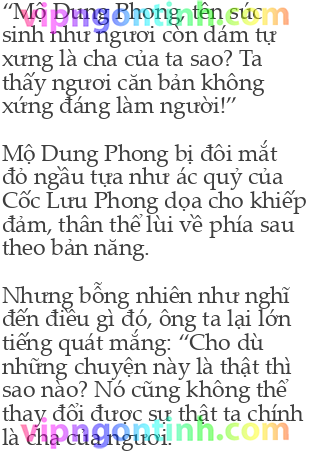 “Mộ Dung Phong, tên súc
sinh như ngươi còn dám tự
xưng là cha của ta sao? Ta
thấy ngươi căn bản không
xứng đáng làm người!”
Mộ Dung Phong bị đôi mắt
đỏ ngầu tựa như ác quỷ của
Cốc Lưu Phong dọa cho khiếp
đảm, thân thể lùi về phía sau
theo bản năng.
Nhưng bỗng nhiên như nghĩ
đến điều gì đó, ông ta lại lớn
tiếng quát mắng: “Cho dù
những chuyện này là thật thì
sao nào? Nó cũng không thể
thay đổi được sự thật ta chính
là cha của ngươi.
vipngontinh.com
vipngontinh.com